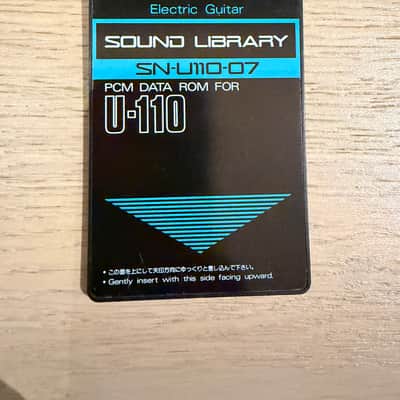 Electric Guitar
SOUND LIBRARY
SN-U110-07
PCM DATA ROM FOR
U-110
• この面を上にして矢印方向にゆっくりと差し込んで下さい。
• Gently insert with this side facing upward.